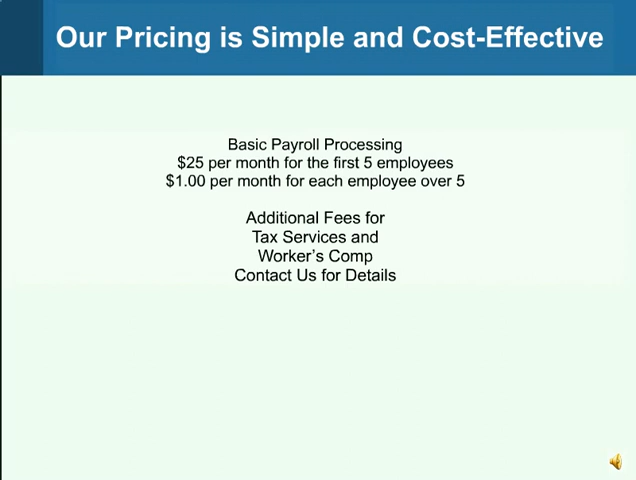 Our Pricing is Simple and Cost-Effective
Basic Payroll Processing
$25 per month for the first 5 employees
$1.00 per month for each employee over 5
Additional Fees for
Tax Services and
Worker’s Comp
Contact Us for Details